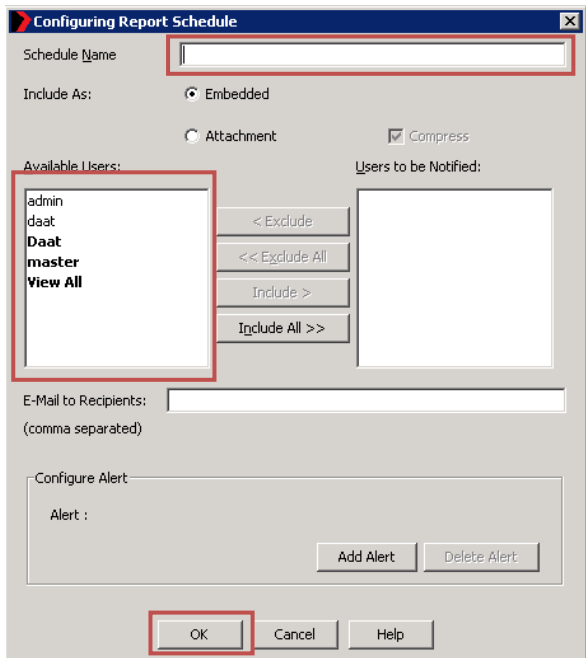 Configuring Report Schedule
Schedule Name
Include As:
Embedded
Attachment
Compress
Available Users:
Users to be Notified:
admin
daat
Daat
master
View All
< Exclude
<< Exclude All
Include >
Include All >>
E-Mail to Recipients:
(comma separated)
Configure Alert
Alert :
Add Alert
Delete Alert
OK
Cancel
Help